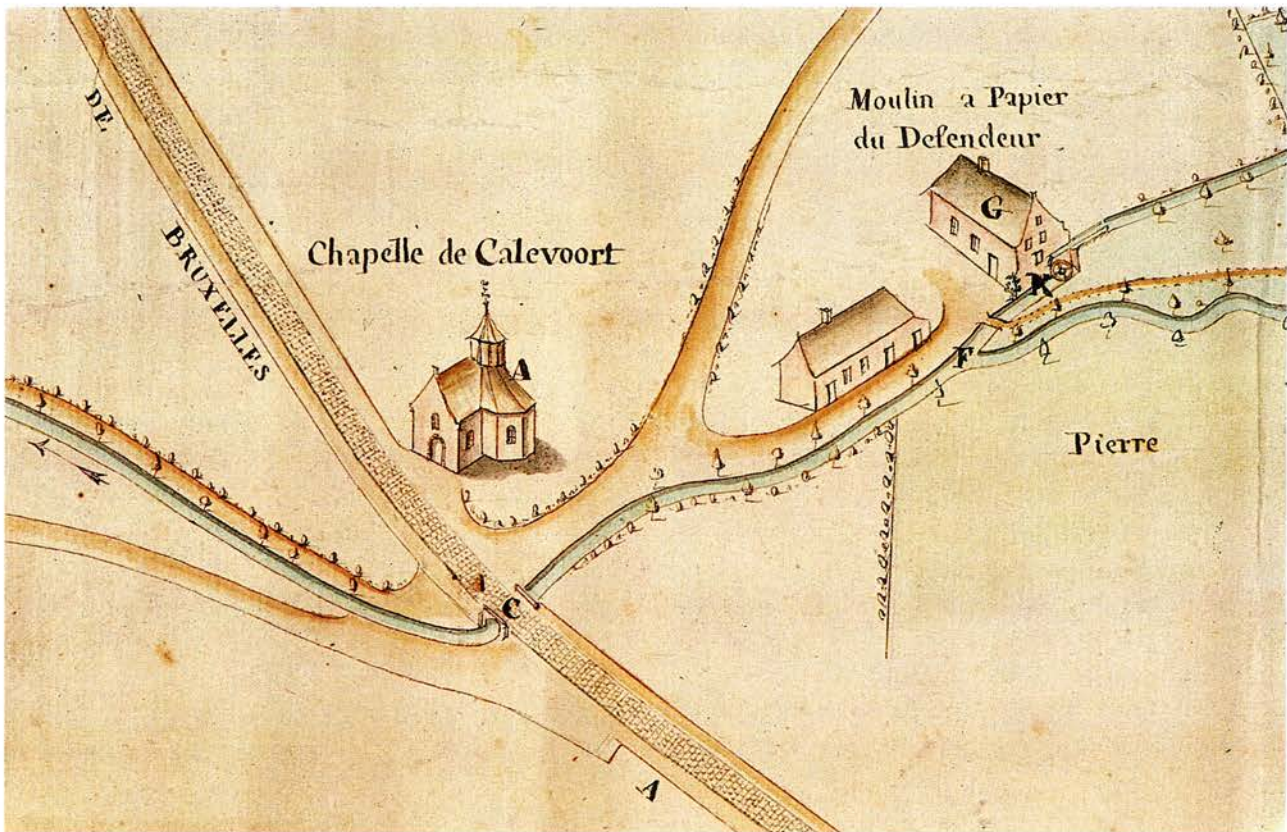 DE
BRUXELLES
Moulin a Papier
du Defendeur
G
Chapelle de Calevoort
A
K
F
Pierre
C
A